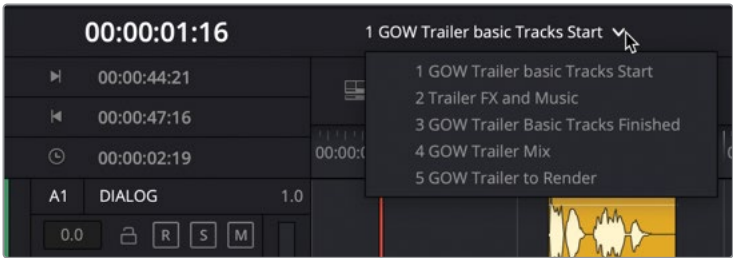 00:00:01:16
1 GOW Trailer basic Tracks Start
00:00:44:21
00:00:47:16
00:00:02:19
1 GOW Trailer basic Tracks Start
2 Trailer FX and Music
3 GOW Trailer Basic Tracks Finished
4 GOW Trailer Mix
5 GOW Trailer to Render
A1 DIALOG 1.0
0.0 R S M